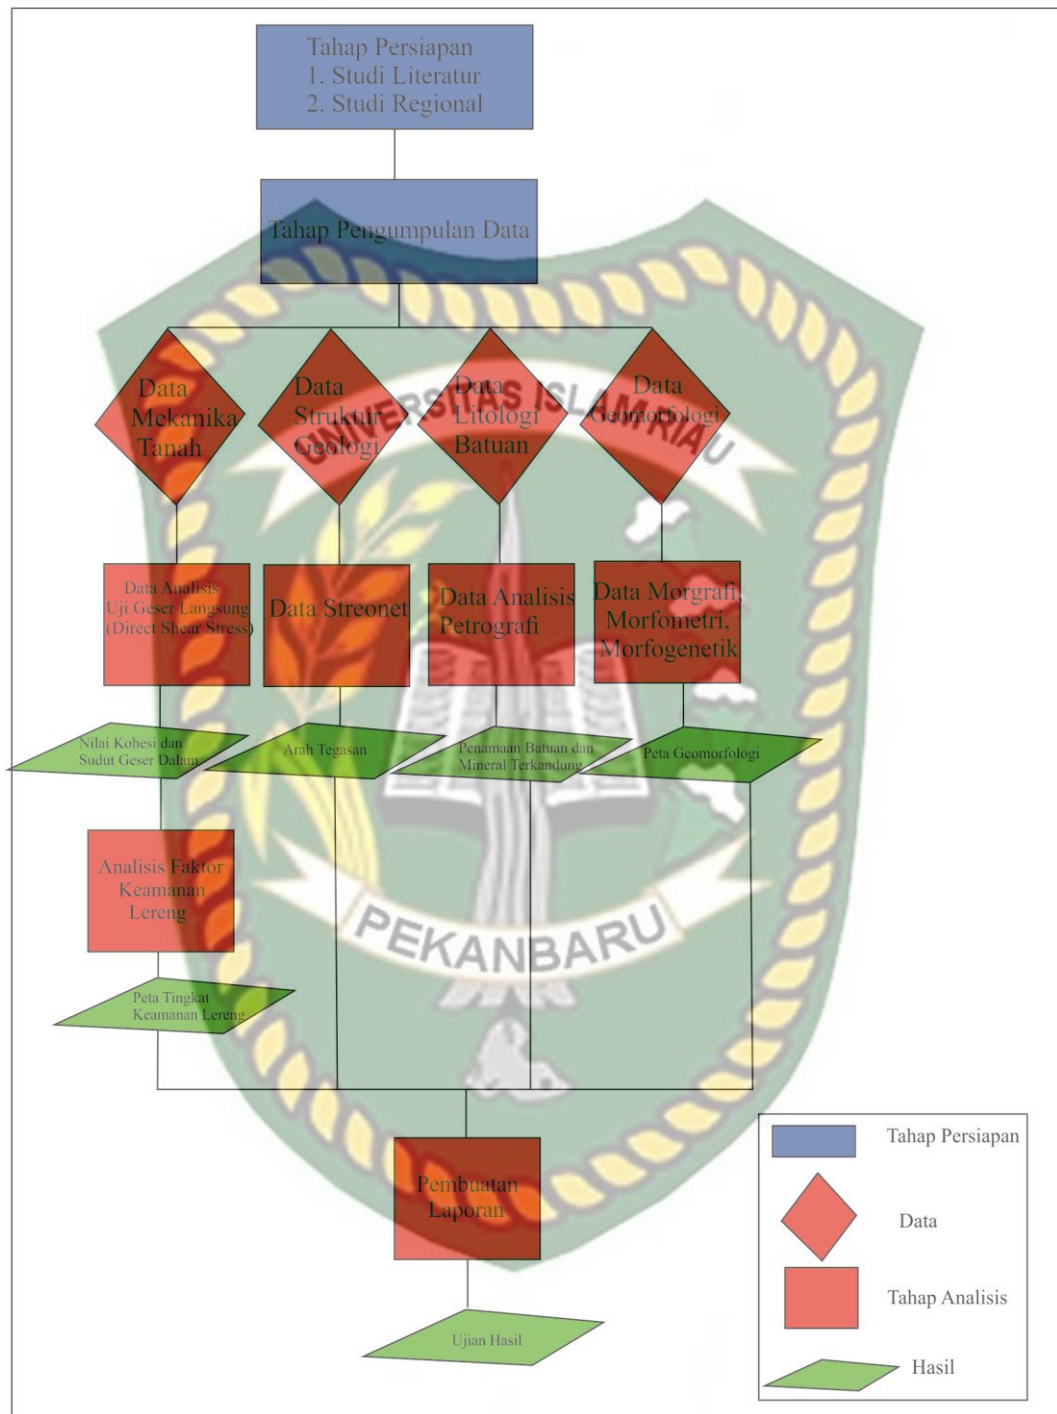 Tahap Persiapan
1. Studi Literatur
2. Studi Regional
Tahap Pengumpulan Data
Data
Mekanika
Tanah
Data
Struktur
Geologi
Data
Litologi
Batuan
Data
Geomorfologi
UNIVERSITAS ISLAM RIAU
Data Analisis
Uji Geser Langsung
(Direct Shear Stress)
Data Streonet
Data Analisis
Petrografi
Data Morgrafi,
Morfometri,
Morfogenetik
Nilai Kohesi dan
Sudut Geser Dalam
Arah Tegasan
Penamaan Batuan dan
Mineral Terkandung
Peta Geomorfologi
Analisis Faktor
Keamanan
Lereng
PEKANBARU
Peta Tingkat
Keamanan Lereng
Pembuatan
Laporan
Ujian Hasil
Tahap Persiapan
Data
Tahap Analisis
Hasil